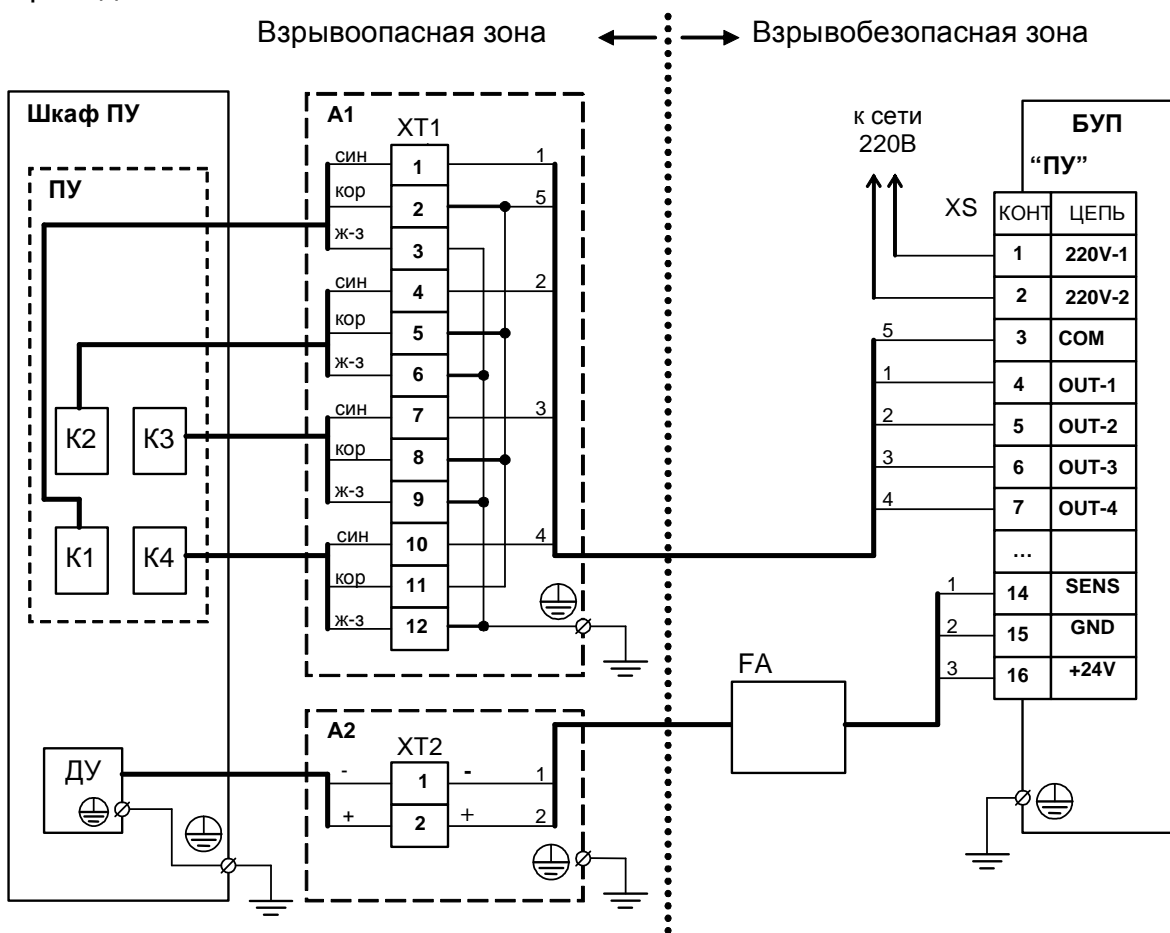 Взрывоопасная зона
Взрывобезопасная зона
Шкаф ПУ
ПУ
К2
К3
К1
К4
ДУ
А1
ХТ1
син
1
1
кор
2
5
ж-з
3
син
4
2
кор
5
ж-з
6
син
7
3
кор
8
ж-з
9
син
10
4
кор
11
ж-з
12
А2
ХТ2
-
1
-
1
+
2
+
2
FA
к сети
220В
БУП
“ПУ”
XS
КОНТ
ЦЕПЬ
1
220V-1
2
220V-2
5
3
COM
1
4
OUT-1
2
5
OUT-2
3
6
OUT-3
4
7
OUT-4
...
1
14
SENS
2
15
GND
3
16
+24V